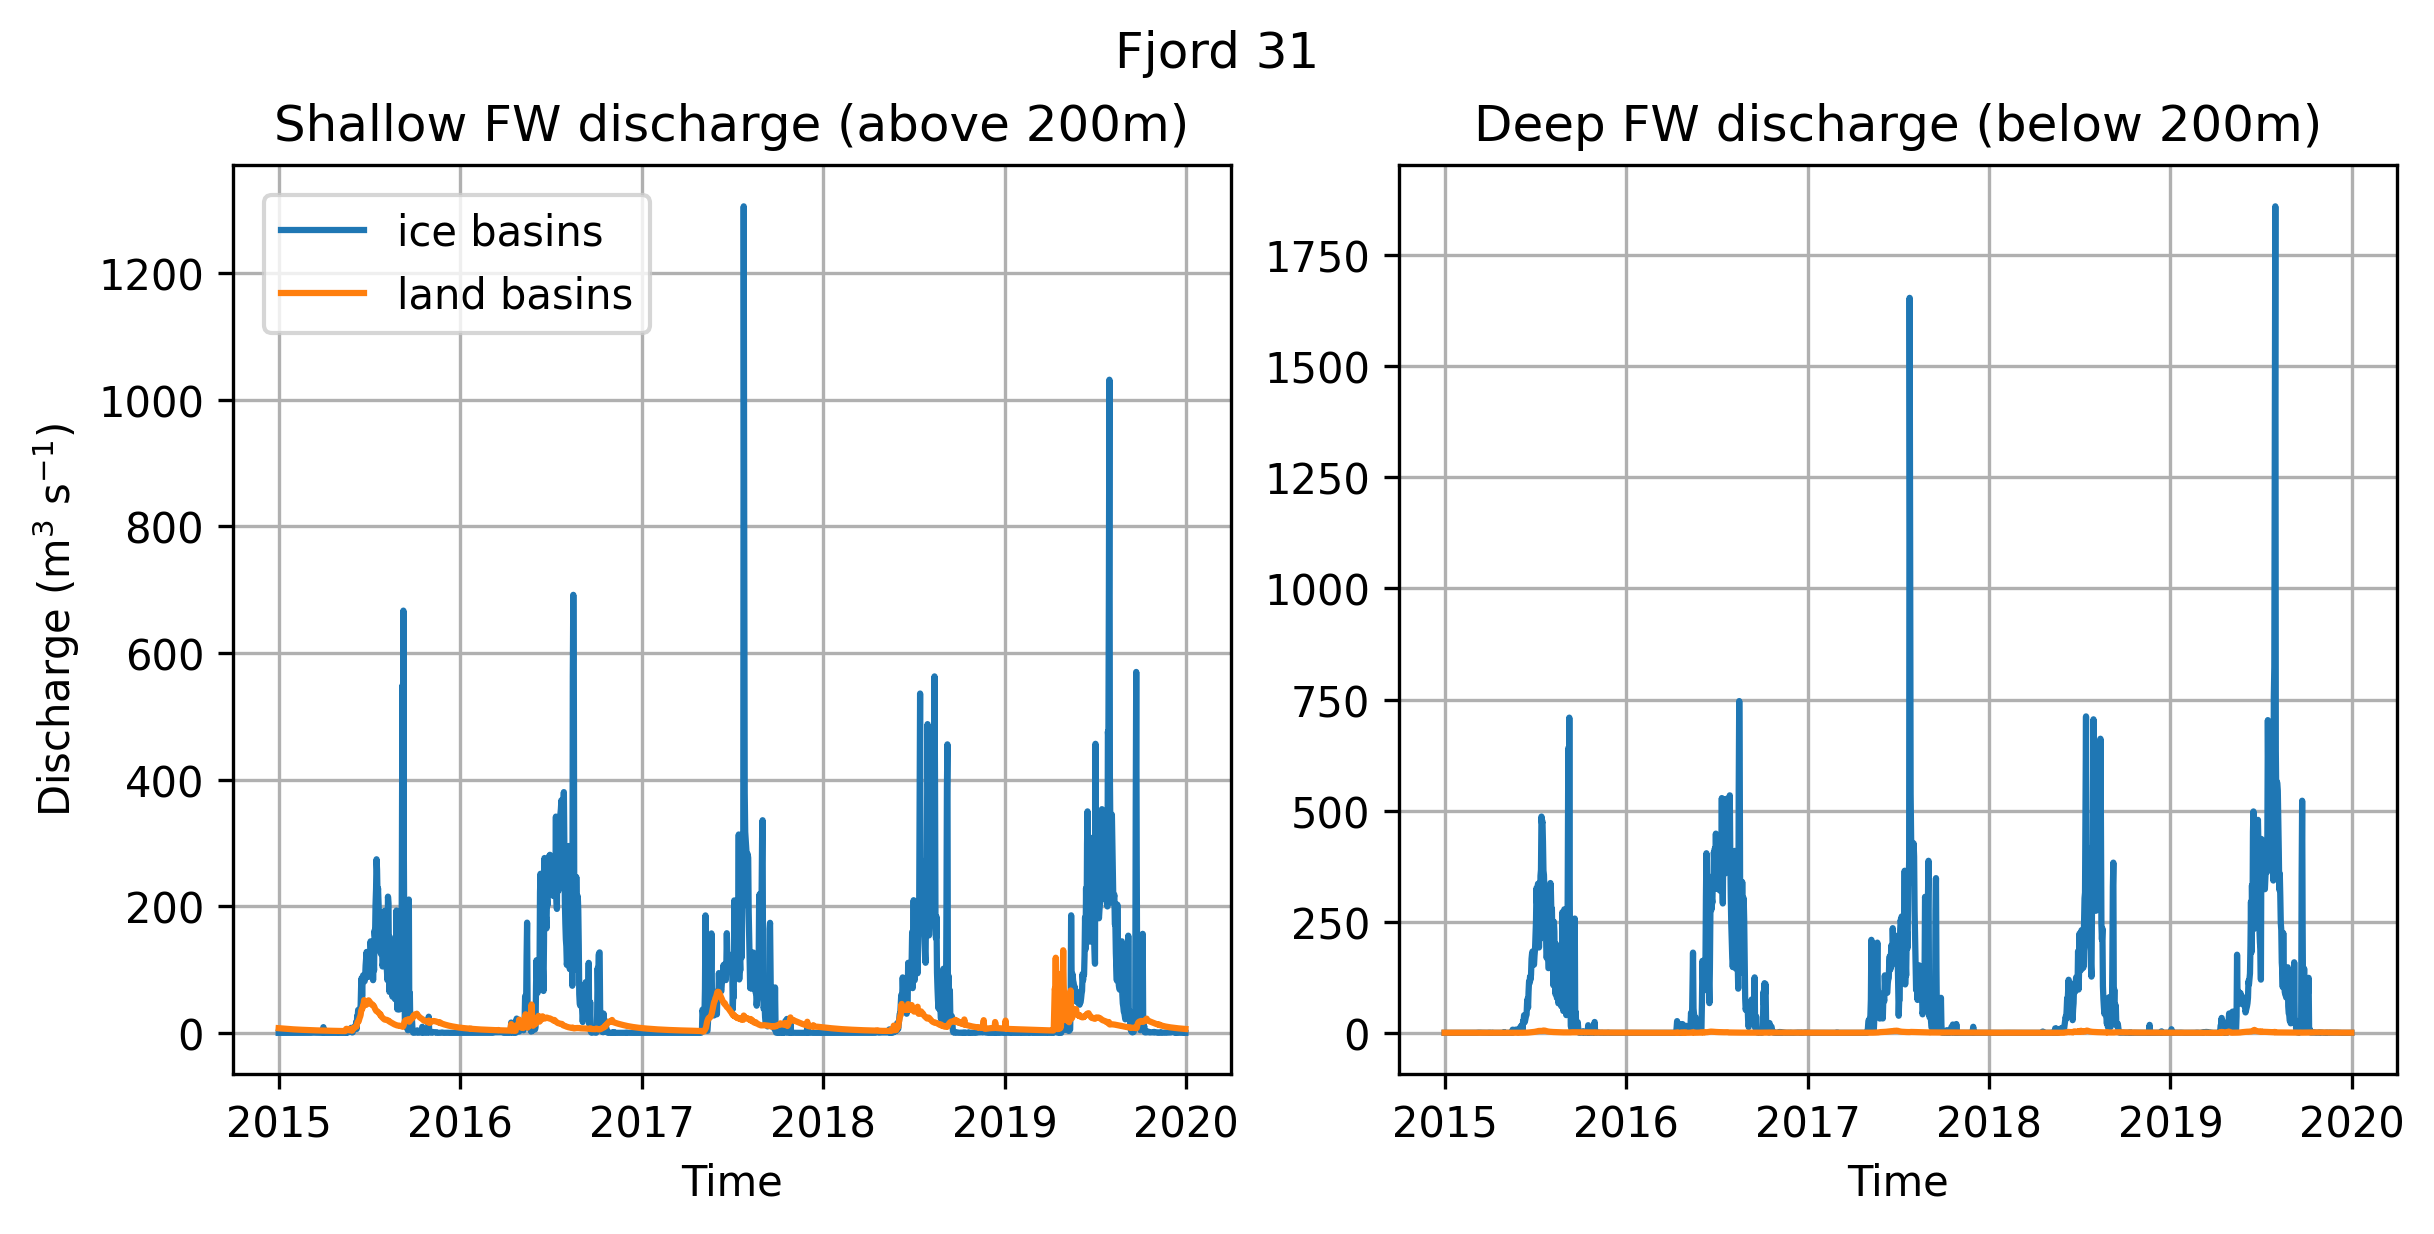 Fjord 31
Shallow FW discharge (above 200m)
Discharge (m³ s⁻¹)
1200
1000
800
600
400
200
0
ice basins
land basins
2015 2016 2017 2018 2019 2020
Time
Deep FW discharge (below 200m)
1750
1500
1250
1000
750
500
250
0
2015 2016 2017 2018 2019 2020
Time